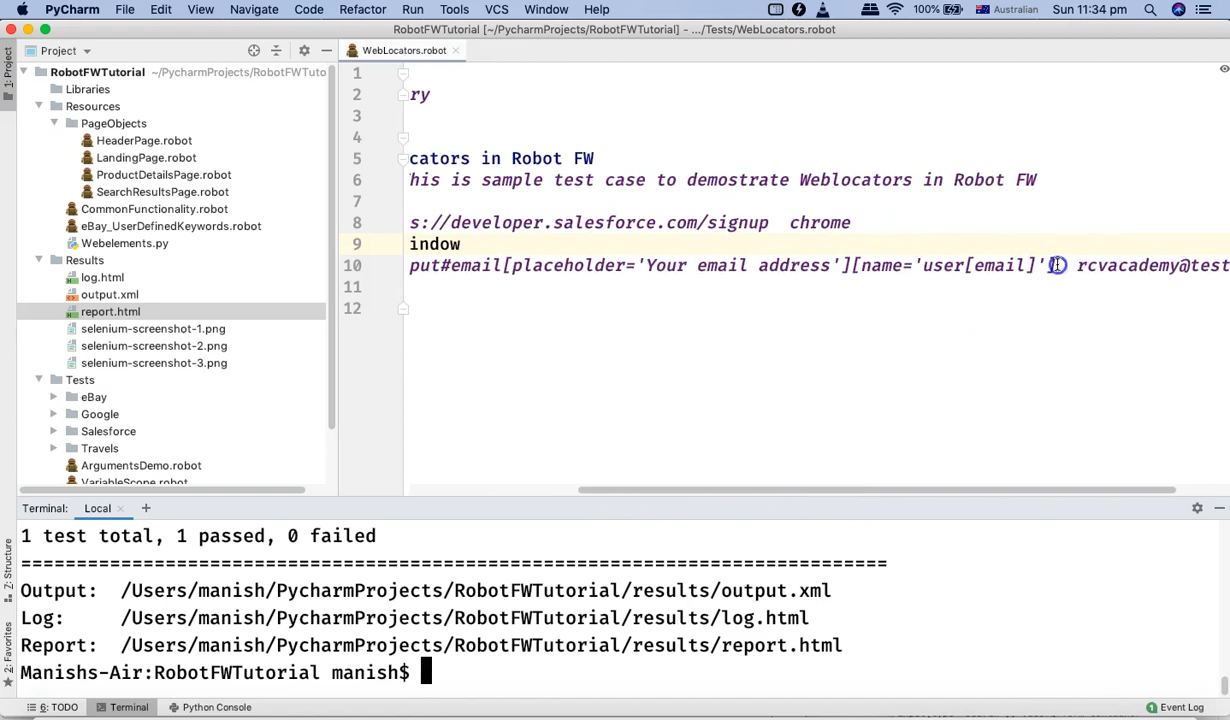 PyCharm File Edit View Navigate Code Refactor Run Tools VCS Window Help 100% Australian Sun 11:34 pm
RobotFWTutorial [~/PycharmProjects/RobotFWTutorial] - .../Tests/WebLocators.robot
Project
WebLocators.robot
1: Project
RobotFWTutorial ~/PycharmProjects/RobotFWTuto
Libraries
Resources
PageObjects
HeaderPage.robot
LandingPage.robot
ProductDetailsPage.robot
SearchResultsPage.robot
CommonFunctionality.robot
eBay_UserDefinedKeywords.robot
Webelements.py
Results
log.html
output.xml
report.html
selenium-screenshot-1.png
selenium-screenshot-2.png
selenium-screenshot-3.png
Tests
eBay
Google
Salesforce
Travels
ArgumentsDemo.robot
VariableScope.robot
1
2 ry
3
4
5 cators in Robot FW
6 his is sample test case to demostrate Weblocators in Robot FW
7
8 s://developer.salesforce.com/signup chrome
9 indow
10 put#email[placeholder='Your email address'][name='user[email]'] rcvacademy@test
11
12
Terminal: Local +
1 test total, 1 passed, 0 failed
==============================================================================
Output: /Users/manish/PycharmProjects/RobotFWTutorial/results/output.xml
Log: /Users/manish/PycharmProjects/RobotFWTutorial/results/log.html
Report: /Users/manish/PycharmProjects/RobotFWTutorial/results/report.html
Manishs-Air:RobotFWTutorial manish$
Z: Structure
2: Favorites
6: TODO Terminal Python Console 1 Event Log